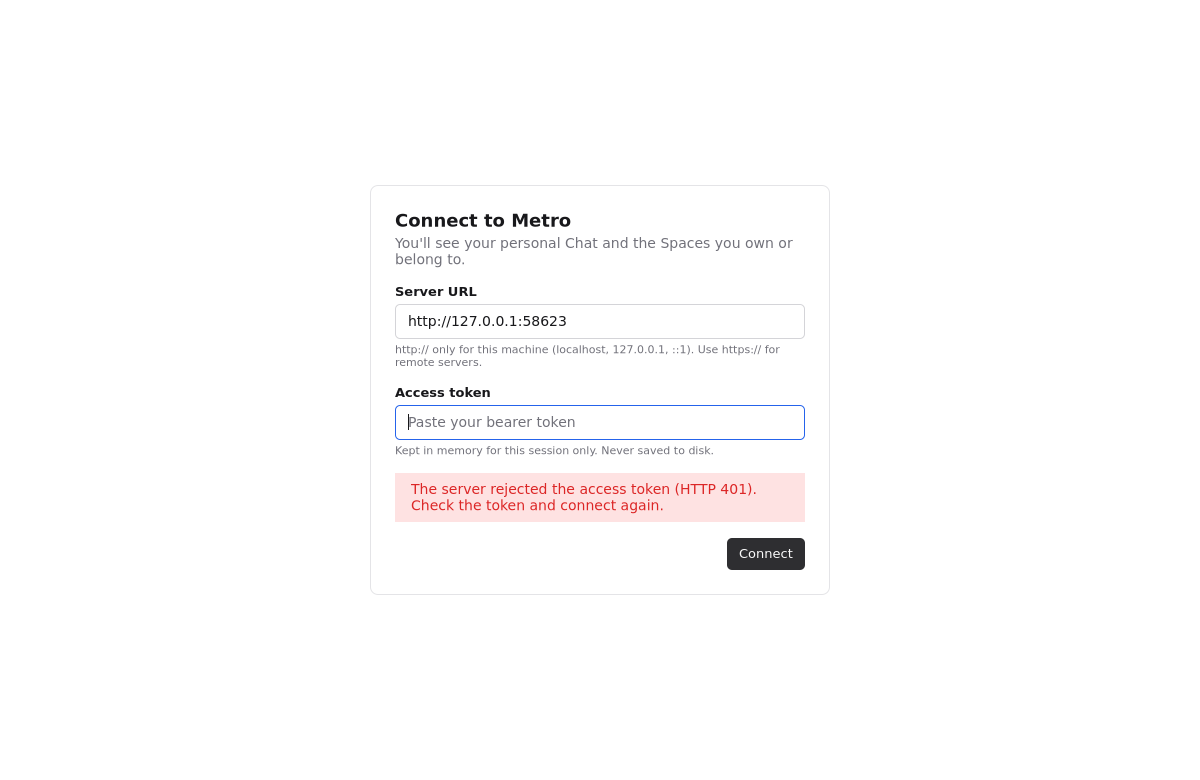 Connect to Metro
You'll see your personal Chat and the Spaces you own or
belong to.
Server URL
http://127.0.0.1:58623
http:// only for this machine (localhost, 127.0.0.1, ::1). Use https:// for
remote servers.
Access token
Paste your bearer token
Kept in memory for this session only. Never saved to disk.
The server rejected the access token (HTTP 401).
Check the token and connect again.
Connect